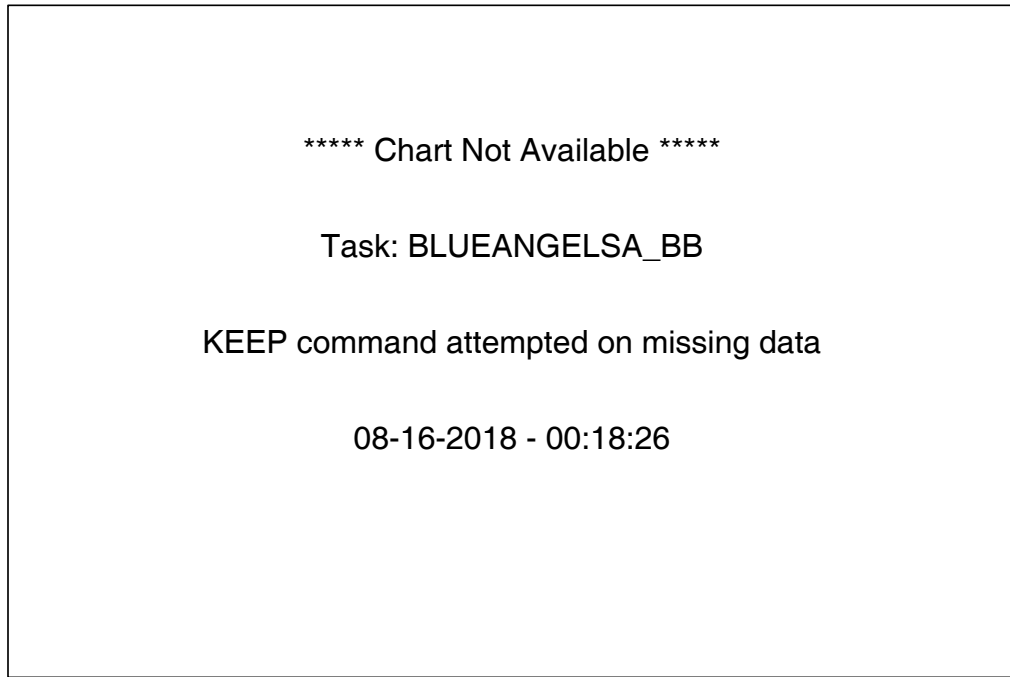 ***** Chart Not Available *****
Task: BLUEANGELSA_BB
KEEP command attempted on missing data
08-16-2018 - 00:18:26